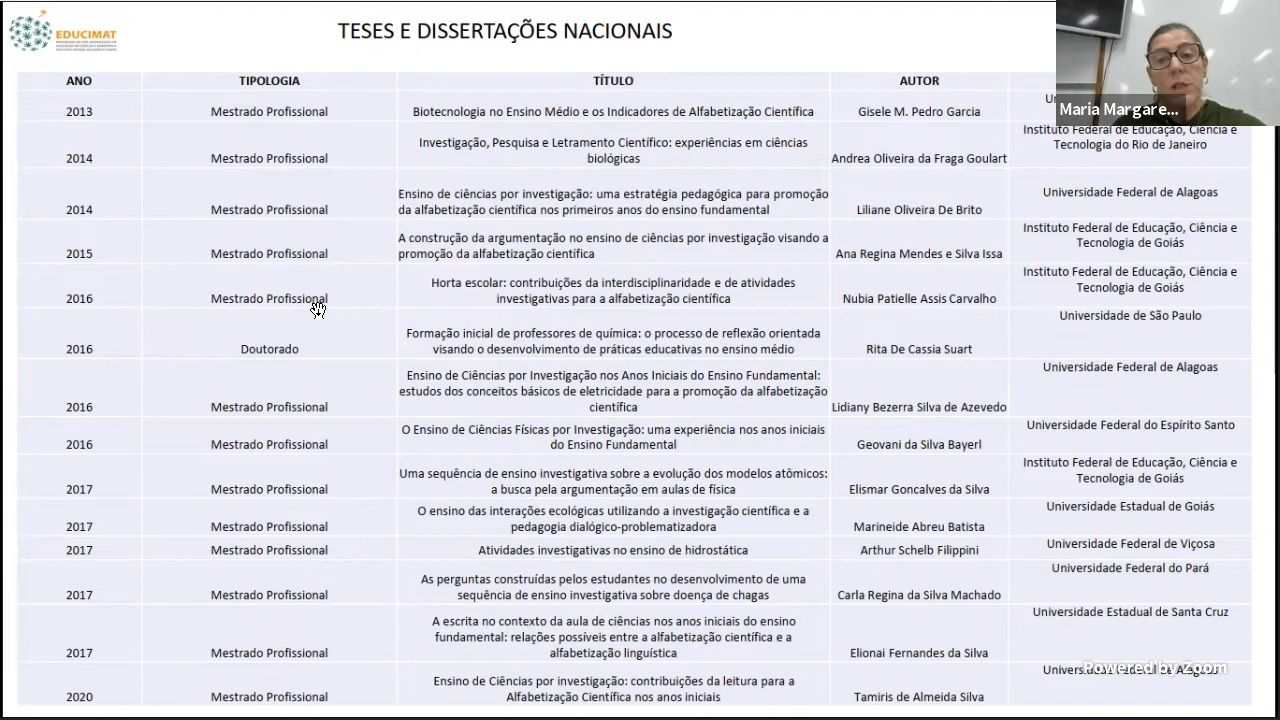 EDUCIMAT
TESES E DISSERTAÇÕES NACIONAIS
Maria Margare...
ANO TIPOLOGIA TÍTULO AUTOR
2013 Mestrado Profissional Biotecnologia no Ensino Médio e os Indicadores de Alfabetização Científica Gisele M. Pedro Garcia
2014 Mestrado Profissional Investigação, Pesquisa e Letramento Científico: experiências em ciências
biológicas Andrea Oliveira da Fraga Goulart
Instituto Federal de Educação, Ciência e
Tecnologia do Rio de Janeiro
2014 Mestrado Profissional Ensino de ciências por investigação: uma estratégia pedagógica para promoção
da alfabetização científica nos primeiros anos do ensino fundamental Liliane Oliveira De Brito
Universidade Federal de Alagoas
2015 Mestrado Profissional A construção da argumentação no ensino de ciências por investigação visando a
promoção da alfabetização científica Ana Regina Mendes e Silva Issa
Instituto Federal de Educação, Ciência e
Tecnologia de Goiás
2016 Mestrado Profissional Horta escolar: contribuições da interdisciplinaridade e de atividades
investigativas para a alfabetização científica Nubia Patielle Assis Carvalho
Instituto Federal de Educação, Ciência e
Tecnologia de Goiás
2016 Doutorado Formação inicial de professores de química: o processo de reflexão orientada
visando o desenvolvimento de práticas educativas no ensino médio Rita De Cassia Suart
Universidade de São Paulo
2016 Mestrado Profissional Ensino de Ciências por Investigação nos Anos Iniciais do Ensino Fundamental:
estudos dos conceitos básicos de eletricidade para a promoção da alfabetização
científica Lidiany Bezerra Silva de Azevedo
Universidade Federal de Alagoas
2016 Mestrado Profissional O Ensino de Ciências Físicas por Investigação: uma experiência nos anos iniciais
do Ensino Fundamental Geovani da Silva Bayerl
Universidade Federal do Espírito Santo
2017 Mestrado Profissional Uma sequência de ensino investigativa sobre a evolução dos modelos atômicos:
a busca pela argumentação em aulas de física Elismar Goncalves da Silva
Instituto Federal de Educação, Ciência e
Tecnologia de Goiás
2017 Mestrado Profissional O ensino das interações ecológicas utilizando a investigação científica e a
pedagogia dialógico-problematizadora Marineide Abreu Batista
Universidade Estadual de Goiás
2017 Mestrado Profissional Atividades investigativas no ensino de hidrostática Arthur Schelb Filippini
Universidade Federal de Viçosa
2017 Mestrado Profissional As perguntas construídas pelos estudantes no desenvolvimento de uma
sequência de ensino investigativa sobre doença de chagas Carla Regina da Silva Machado
Universidade Federal do Pará
2017 Mestrado Profissional A escrita no contexto da aula de ciências nos anos iniciais do ensino
fundamental: relações possíveis entre a alfabetização científica e a
alfabetização linguística Elionai Fernandes da Silva
Universidade Estadual de Santa Cruz
2020 Mestrado Profissional Ensino de Ciências por investigação: contribuições da leitura para a
Alfabetização Científica nos anos iniciais Tamiris de Almeida Silva
Universidade Federal de Alagoas
Powered by Zoom